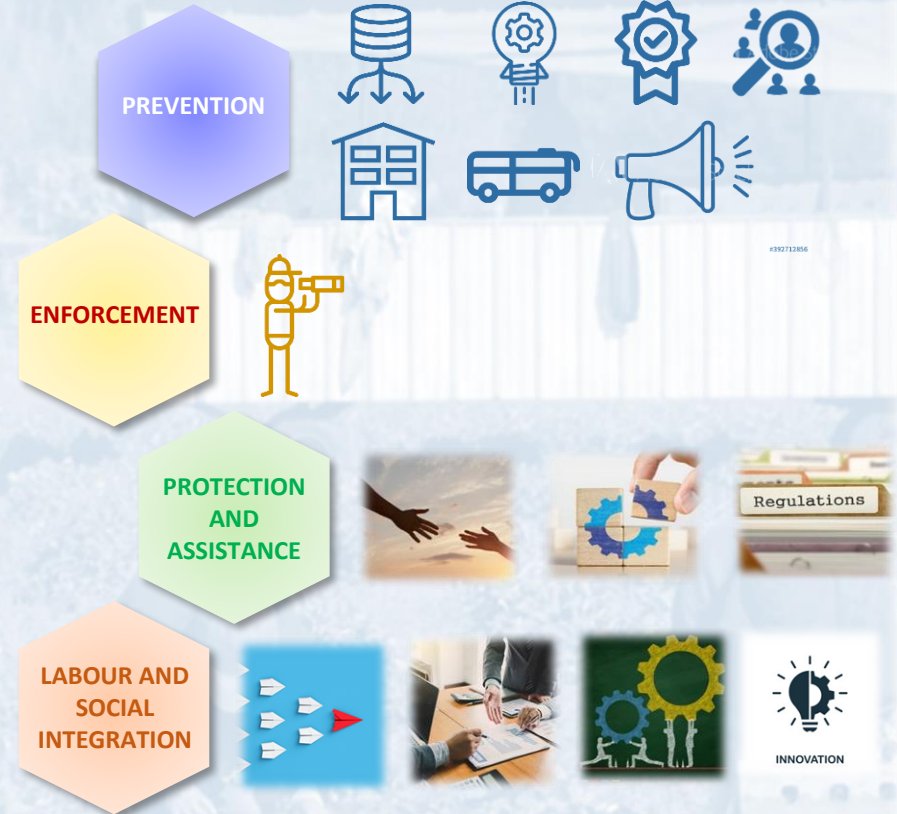 PREVENTION
#392712856
ENFORCEMENT
PROTECTION
AND
ASSISTANCE
Regulations
LABOUR AND
SOCIAL
INTEGRATION
INNOVATION